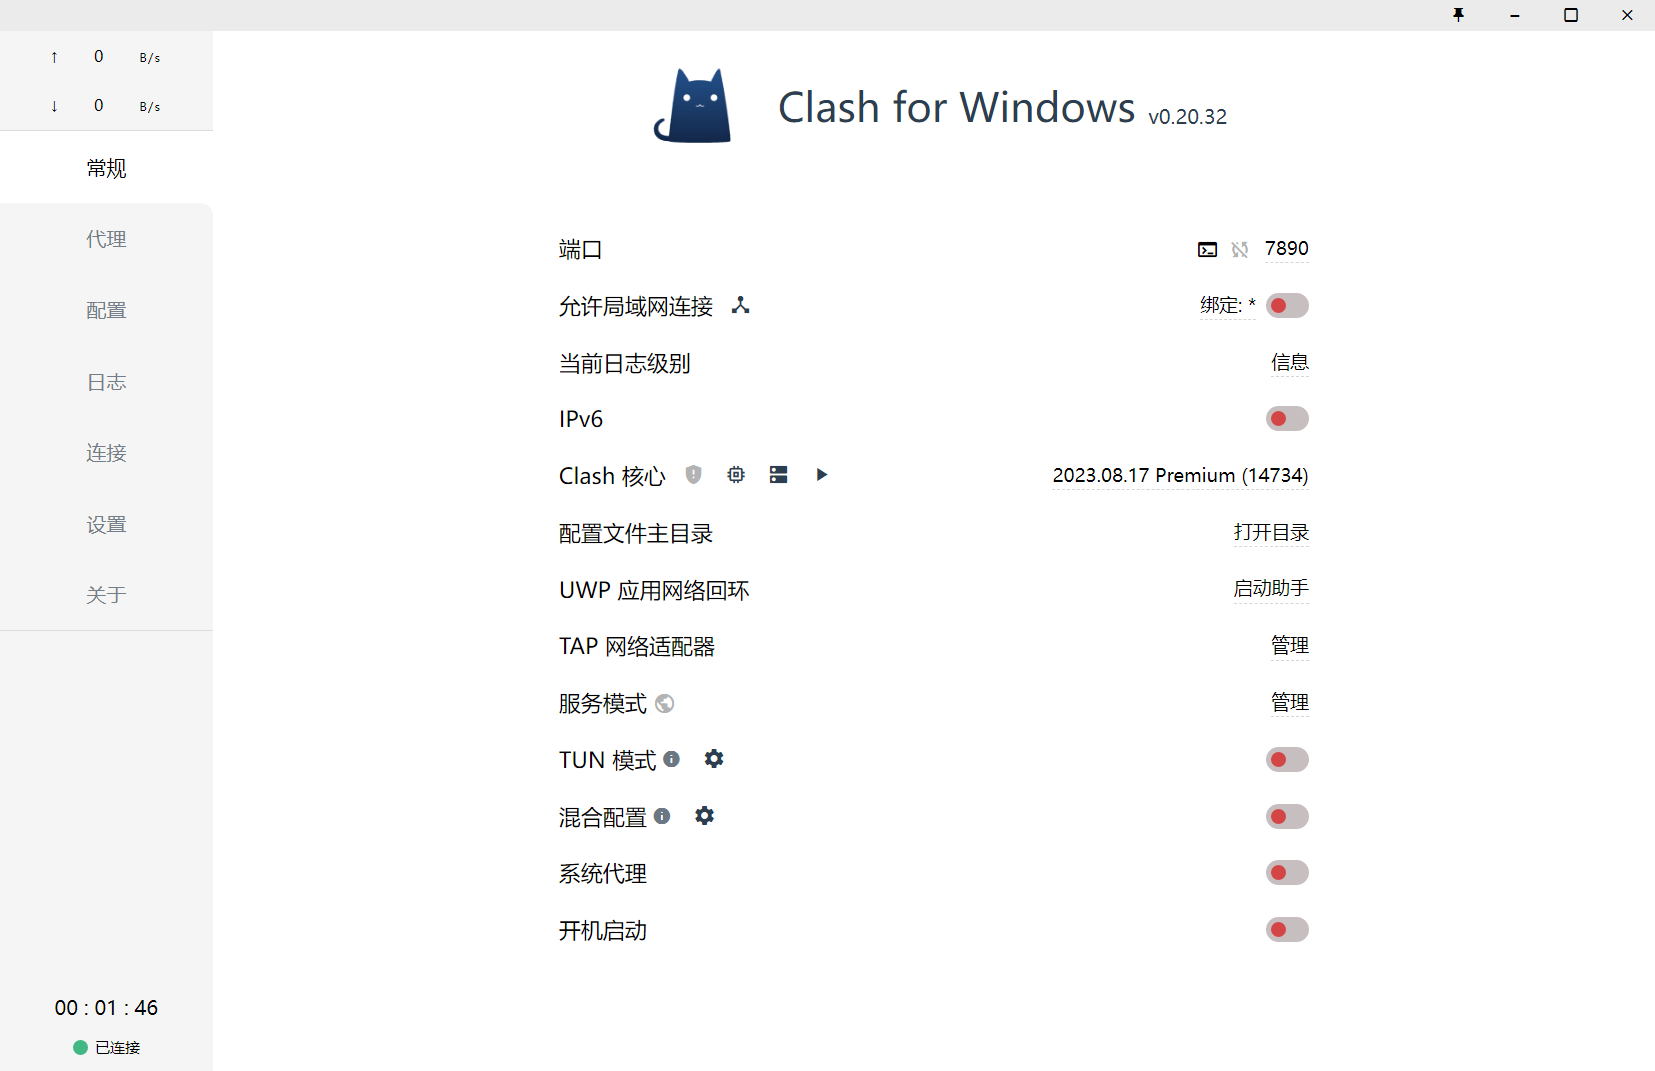 ↑ 0 B/s
↓ 0 B/s
常规
代理
配置
日志
连接
设置
关于
00 : 01 : 46
已连接
Clash for Windows v0.20.32
端口 7890
允许局域网连接 绑定: *
当前日志级别 信息
IPv6
Clash 核心 2023.08.17 Premium (14734)
配置文件主目录 打开目录
UWP 应用网络回环 启动助手
TAP 网络适配器 管理
服务模式 管理
TUN 模式
混合配置
系统代理
开机启动